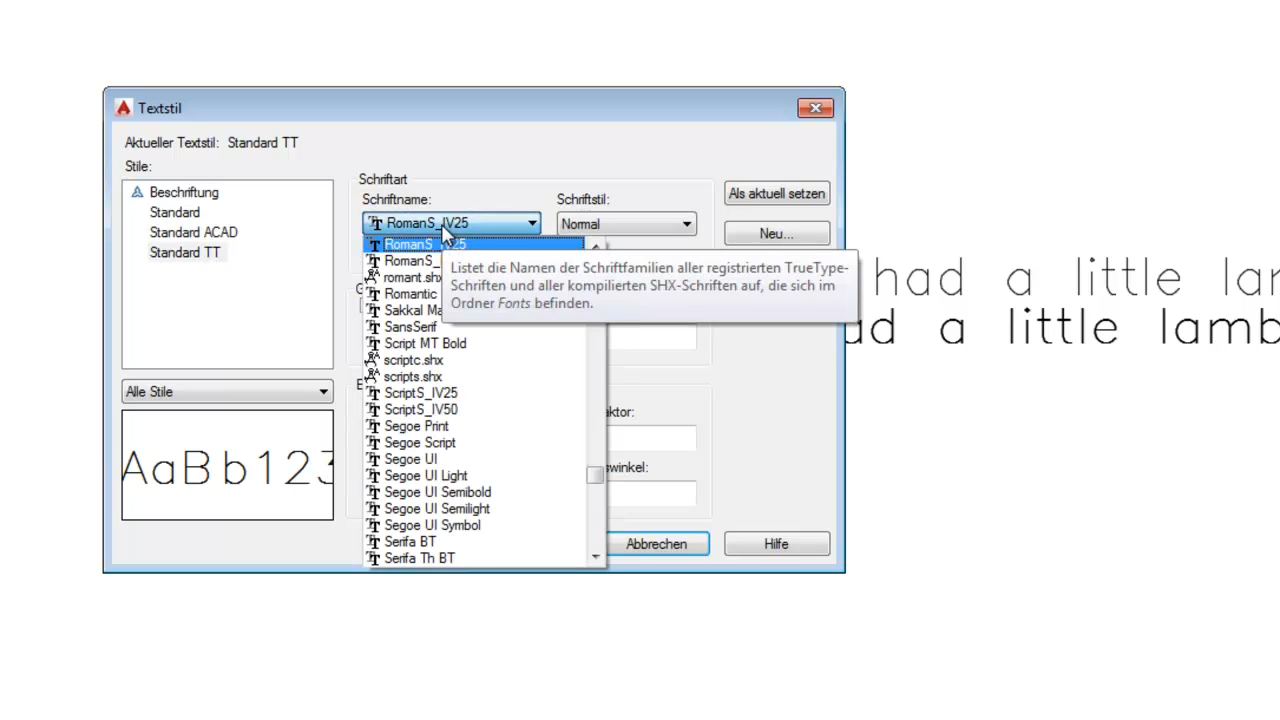 Textstil
Aktueller Textstil: Standard TT
Stile:
Beschriftung
Standard
Standard ACAD
Standard TT
Alle Stile
AaBb123
Schriftart
Schriftname:
Schriftstil:
RomanS_IV25
Normal
Als aktuell setzen
Neu...
RomanS_IV25
RomanS_
romant.shx
Romantic
Sakkal Ma
SansSerif
Script MT Bold
scriptc.shx
scripts.shx
ScriptS_IV25
ScriptS_IV50
Segoe Print
Segoe Script
Segoe UI
Segoe UI Light
Segoe UI Semibold
Segoe UI Semilight
Segoe UI Symbol
Serifa BT
Serifa Th BT
Listet die Namen der Schriftfamilien aller registrierten TrueType-
Schriften und aller kompilierten SHX-Schriften auf, die sich im
Ordner Fonts befinden.
aktor:
swinkel:
Abbrechen
Hilfe
had a little lar
ad a little lamb